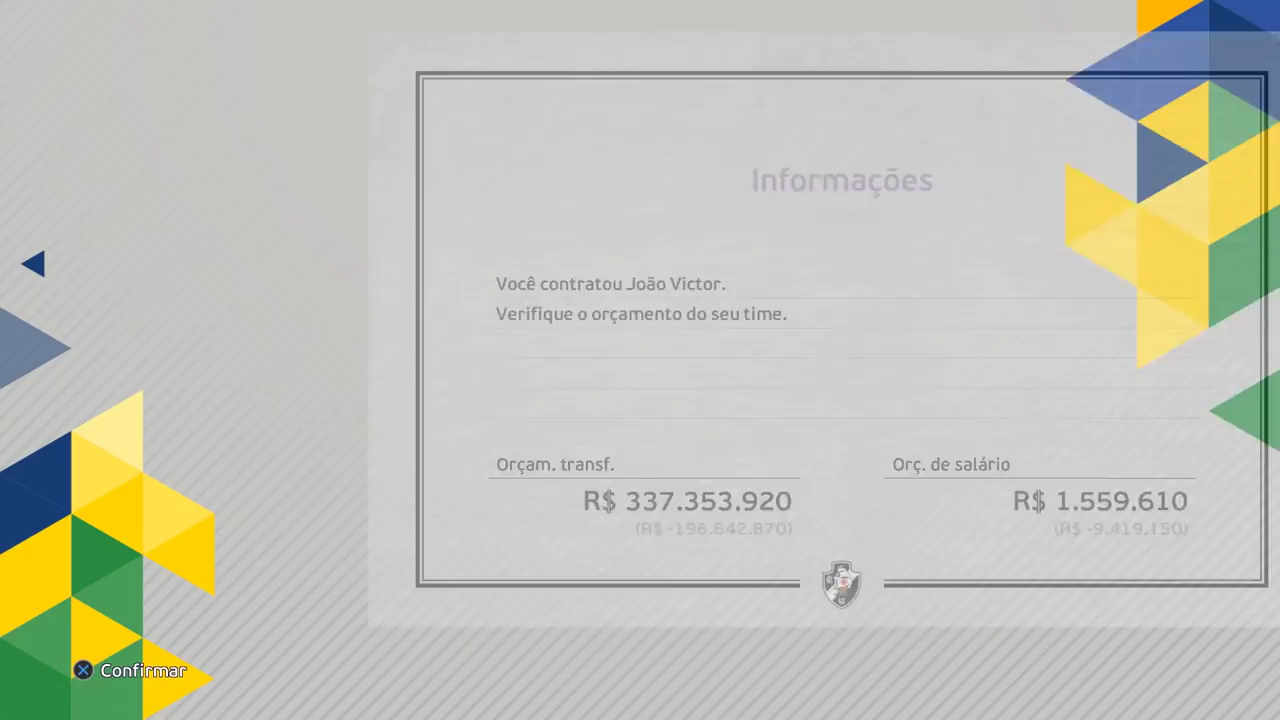 Informações
Você contratou João Victor.
Verifique o orçamento do seu time.
Orçam. transf.
Orç. de salário
R$ 337.353.920
R$ 1.559.610
(R$ -196.642.870)
(R$ -9.419.150)
Confirmar